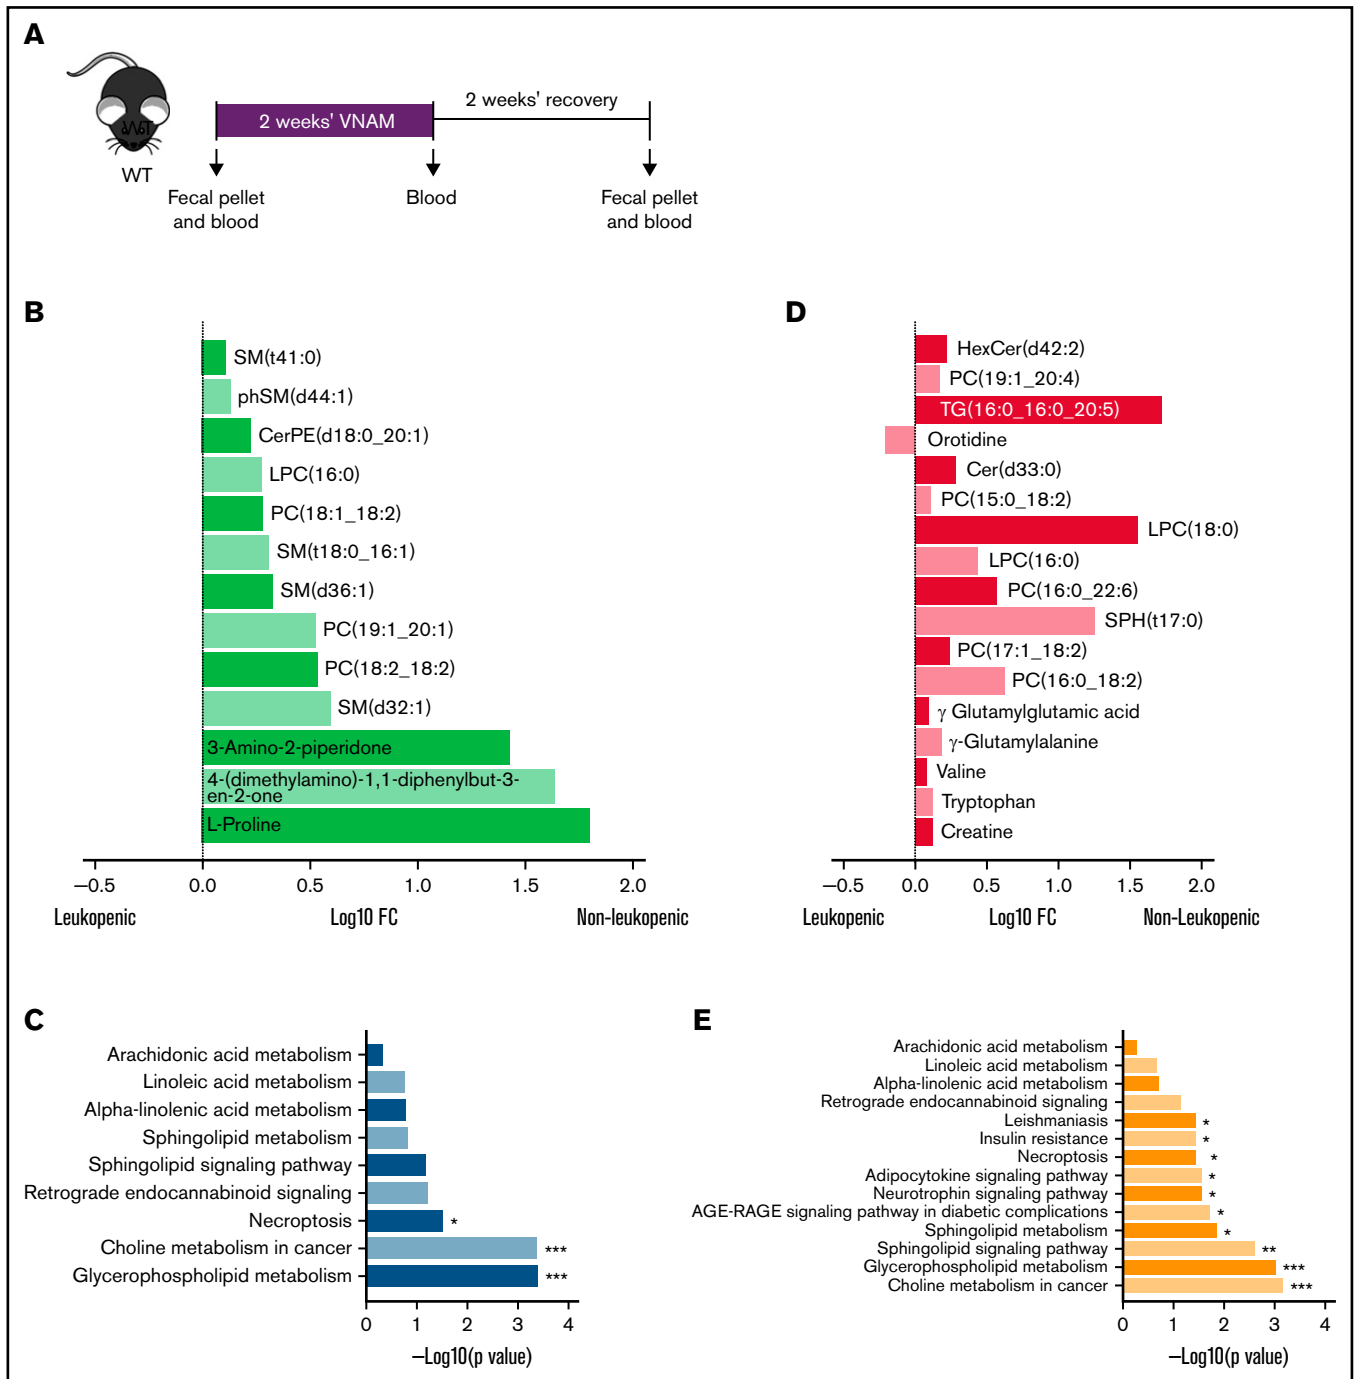 A
2 weeks' VNAM
2 weeks' recovery
WT
WT
Fecal pellet
and blood
Blood
Fecal pellet
and blood
B
SM(t41:0)
phSM(d44:1)
CerPE(d18:0_20:1)
LPC(16:0)
PC(18:1_18:2)
SM(t18:0_16:1)
SM(d36:1)
PC(19:1_20:1)
PC(18:2_18:2)
SM(d32:1)
3-Amino-2-piperidone
4-(dimethylamino)-1,1-diphenylbut-3-
en-2-one
L-Proline
–0.5 0.0 0.5 1.0 1.5 2.0
Leukopenic Log10 FC Non-leukopenic
D
HexCer(d42:2)
PC(19:1_20:4)
TG(16:0_16:0_20:5)
Orotidine
Cer(d33:0)
PC(15:0_18:2)
LPC(18:0)
LPC(16:0)
PC(16:0_22:6)
SPH(t17:0)
PC(17:1_18:2)
PC(16:0_18:2)
γ Glutamylglutamic acid
γ-Glutamylalanine
Valine
Tryptophan
Creatine
–0.5 0.0 0.5 1.0 1.5 2.0
Leukopenic Log10 FC Non-Leukopenic
C
Arachidonic acid metabolism
Linoleic acid metabolism
Alpha-linolenic acid metabolism
Sphingolipid metabolism
Sphingolipid signaling pathway
Retrograde endocannabinoid signaling
Necroptosis *
Choline metabolism in cancer ***
Glycerophospholipid metabolism ***
0 1 2 3 4
–Log10(p value)
E
Arachidonic acid metabolism
Linoleic acid metabolism
Alpha-linolenic acid metabolism
Retrograde endocannabinoid signaling
Leishmaniasis *
Insulin resistance *
Necroptosis *
Adipocytokine signaling pathway *
Neurotrophin signaling pathway *
AGE-RAGE signaling pathway in diabetic complications *
Sphingolipid metabolism *
Sphingolipid signaling pathway **
Glycerophospholipid metabolism ***
Choline metabolism in cancer ***
0 1 2 3 4
–Log10(p value)